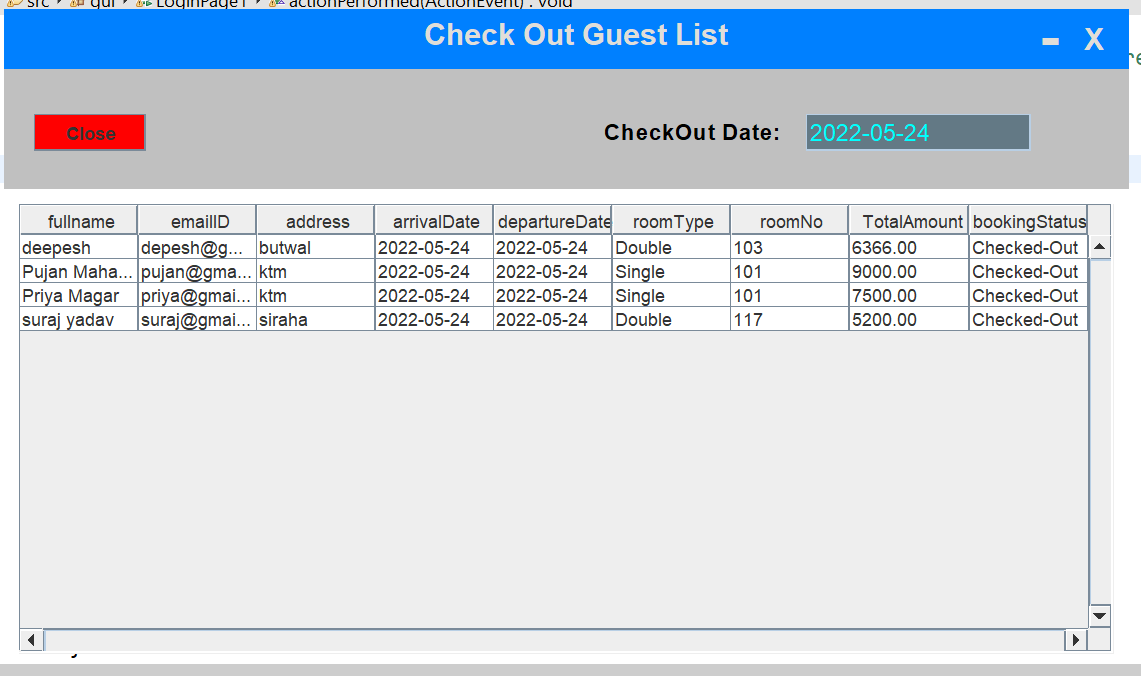 src gui LoginPage1 actionPerformed(ActionEvent) : void
Check Out Guest List
- X
Close CheckOut Date: 2022-05-24
fullname emailID address arrivalDate departureDate roomType roomNo TotalAmount bookingStatus
deepesh depesh@g... butwal 2022-05-24 2022-05-24 Double 103 6366.00 Checked-Out
Pujan Maha... pujan@gma... ktm 2022-05-24 2022-05-24 Single 101 9000.00 Checked-Out
Priya Magar priya@gmai... ktm 2022-05-24 2022-05-24 Single 101 7500.00 Checked-Out
suraj yadav suraj@gmai... siraha 2022-05-24 2022-05-24 Double 117 5200.00 Checked-Out